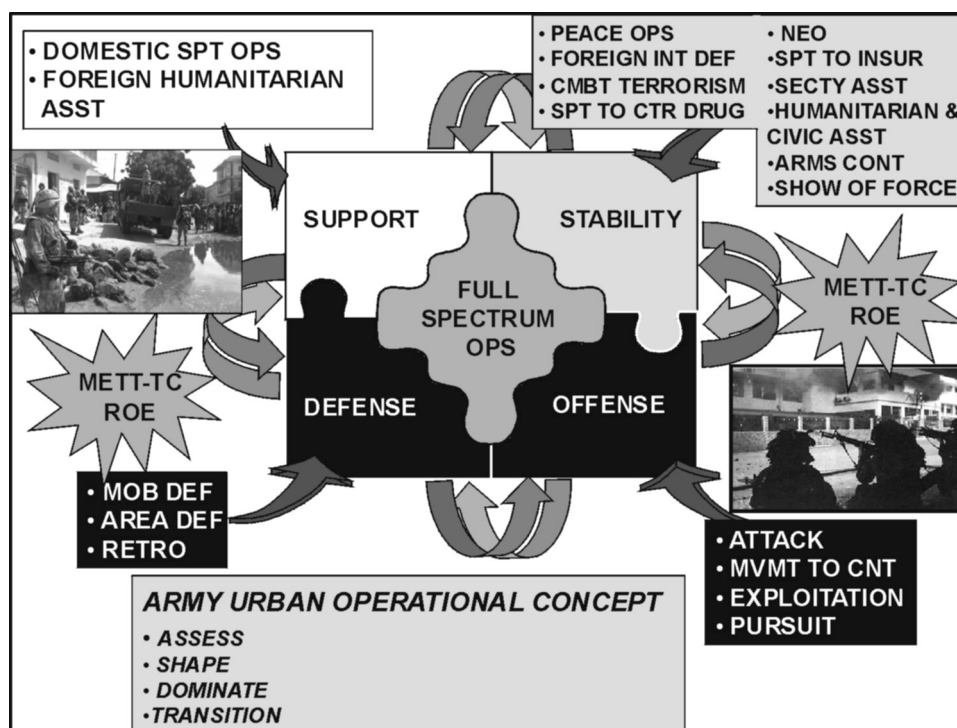 • DOMESTIC SPT OPS
• FOREIGN HUMANITARIAN
ASST
• PEACE OPS
• FOREIGN INT DEF
• CMBT TERRORISM
• SPT TO CTR DRUG
• NEO
• SPT TO INSUR
• SECTY ASST
• HUMANITARIAN &
CIVIC ASST
• ARMS CONT
• SHOW OF FORCE
SUPPORT
STABILITY
FULL
SPECTRUM
OPS
METT-TC
ROE
METT-TC
ROE
DEFENSE
OFFENSE
• MOB DEF
• AREA DEF
• RETRO
• ATTACK
• MVMT TO CNT
• EXPLOITATION
• PURSUIT
ARMY URBAN OPERATIONAL CONCEPT
• ASSESS
• SHAPE
• DOMINATE
•TRANSITION